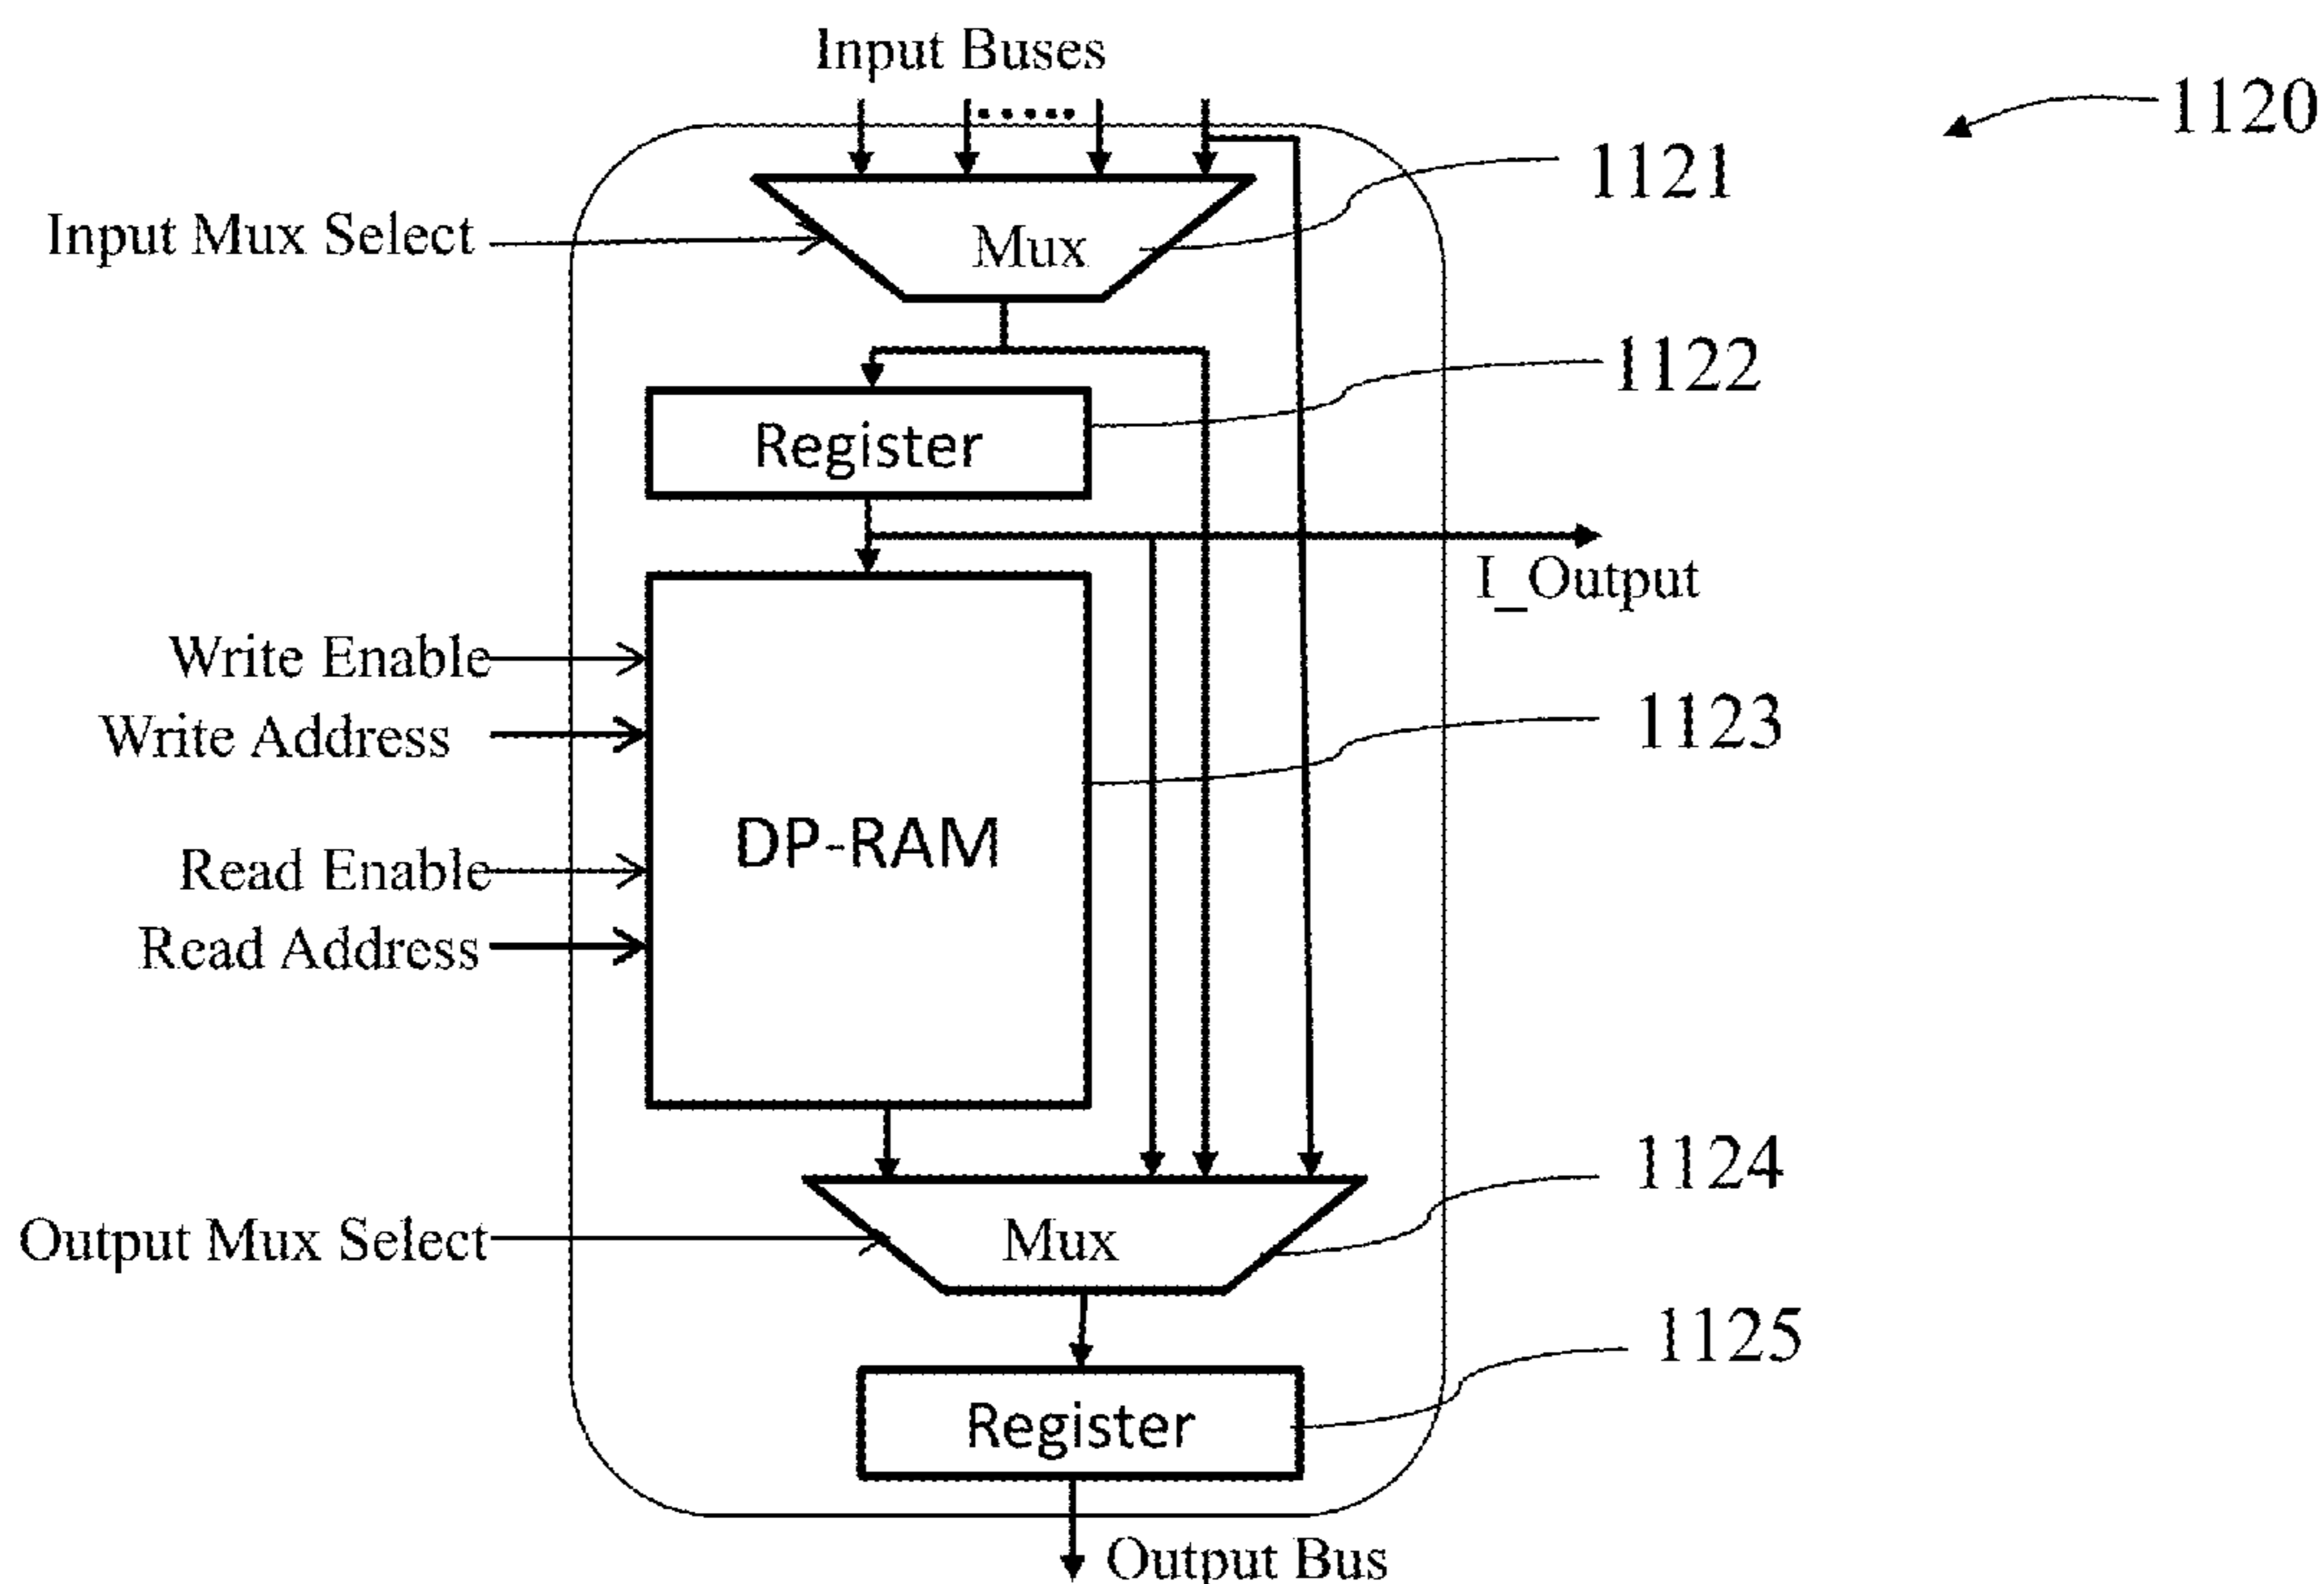 Input Buses
1120
1121
Input Mux Select
Mux
1122
Register
I_Output
Write Enable
Write Address
1123
DP-RAM
Read Enable
Read Address
1124
Output Mux Select
Mux
1125
Register
Output Bus